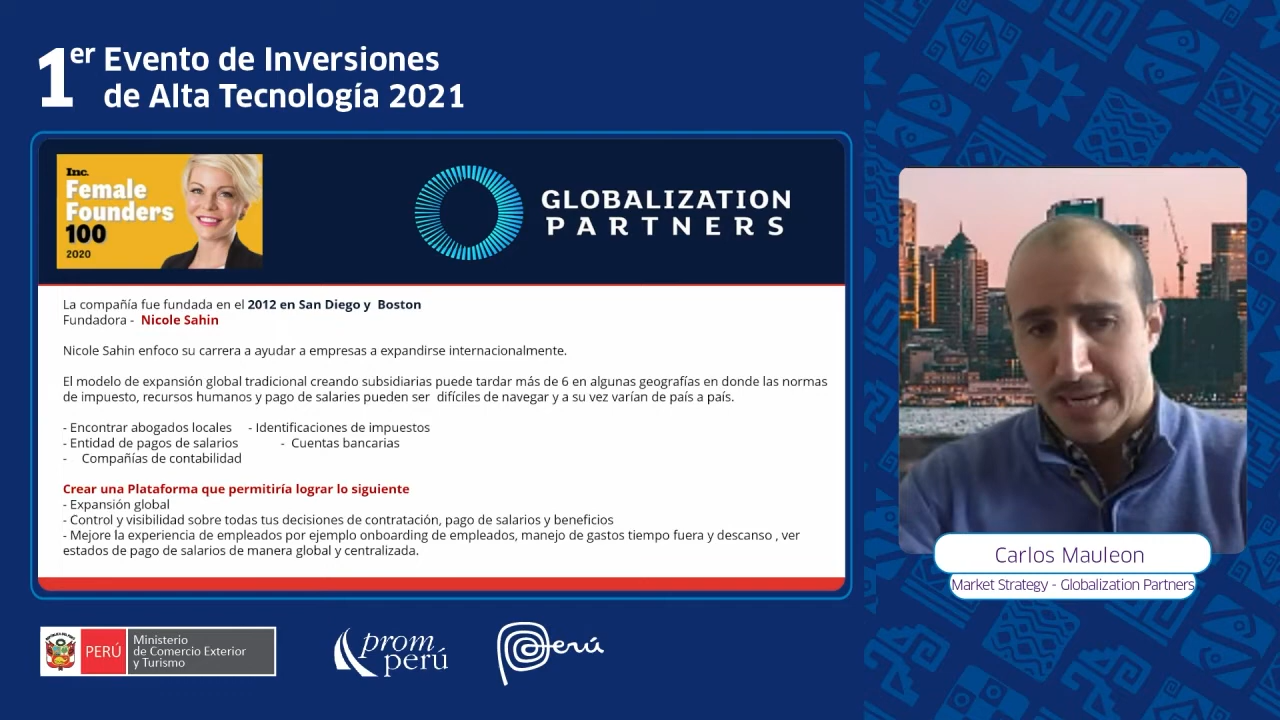 1er Evento de Inversiones
de Alta Tecnología 2021
Inc.
Female
Founders
100
2020
GLOBALIZATION
PARTNERS
La compañía fue fundada en el 2012 en San Diego y Boston
Fundadora - Nicole Sahin
Nicole Sahin enfoco su carrera a ayudar a empresas a expandirse internacionalmente.
El modelo de expansión global tradicional creando subsidiarias puede tardar más de 6 en algunas geografías en donde las normas
de impuesto, recursos humanos y pago de salaries pueden ser difíciles de navegar y a su vez varían de país a país.
- Encontrar abogados locales - Identificaciones de impuestos
- Entidad de pagos de salarios - Cuentas bancarias
- Compañías de contabilidad
Crear una Plataforma que permitiría lograr lo siguiente
- Expansión global
- Control y visibilidad sobre todas tus decisiones de contratación, pago de salarios y beneficios
- Mejore la experiencia de empleados por ejemplo onboarding de empleados, manejo de gastos tiempo fuera y descanso , ver
estados de pago de salarios de manera global y centralizada.
Carlos Mauleon
Market Strategy - Globalization Partners
PERÚ
Ministerio
de Comercio Exterior
y Turismo
prom
perú
Perú